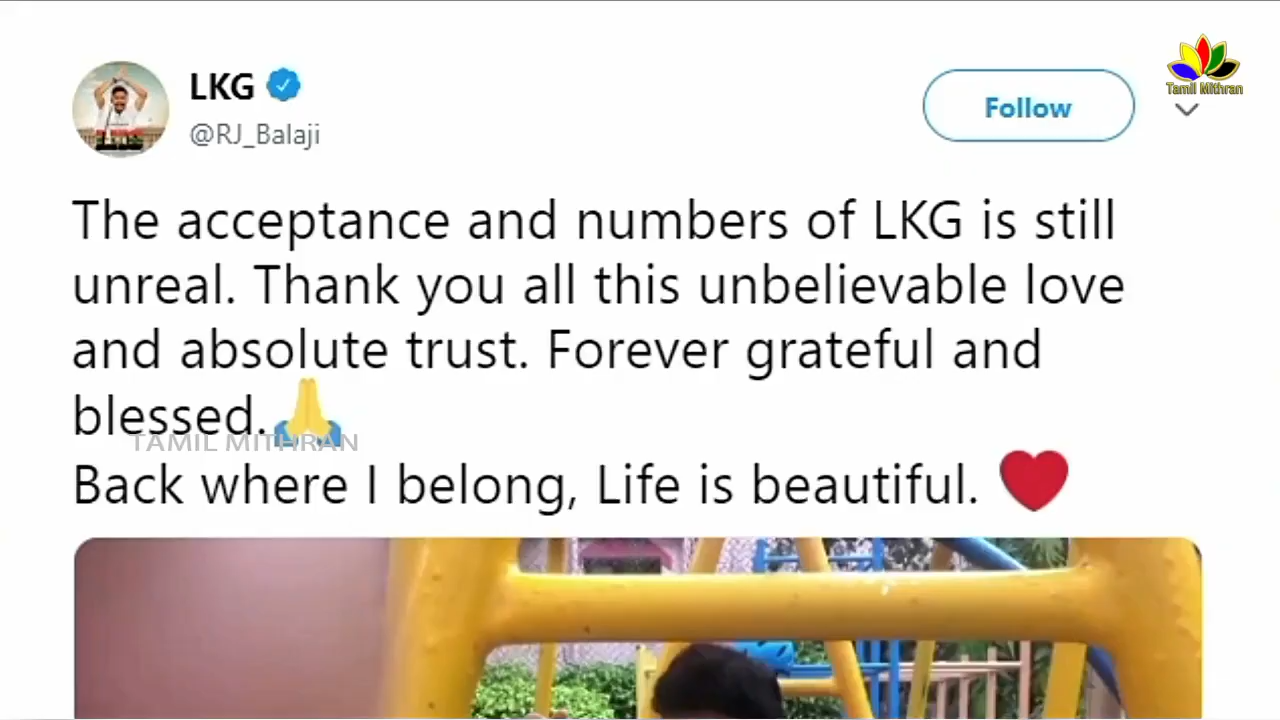 LKG
@RJ_Balaji
Follow
Tamil Mithran
The acceptance and numbers of LKG is still
unreal. Thank you all this unbelievable love
and absolute trust. Forever grateful and
blessed.🙏
TAMIL MITHRAN
Back where I belong, Life is beautiful. ❤️